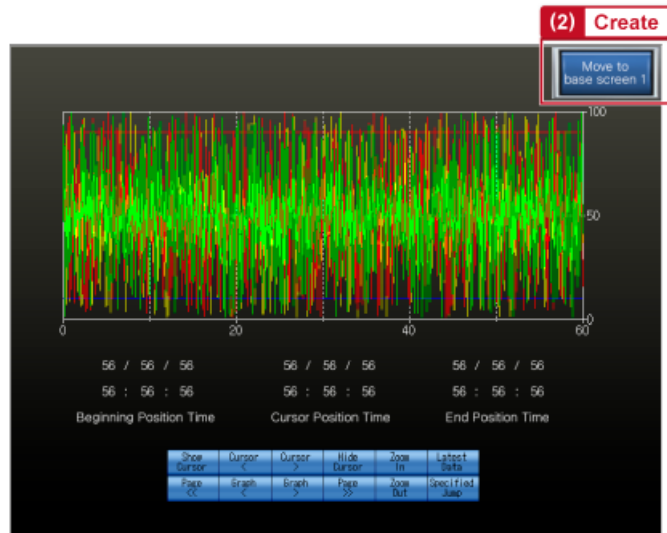 (2) Create
Move to
base screen 1
100
50
0
0 20 40 60
56 / 56 / 56 56 / 56 / 56 56 / 56 / 56
56 : 56 : 56 56 : 56 : 56 56 : 56 : 56
Beginning Position Time Cursor Position Time End Position Time
Show Cursor Cursor Hide Zoom Latest
Cursor < > Cursor In Data
Page Graph Graph Page Zoom Specified
<< < > >> Out Jump